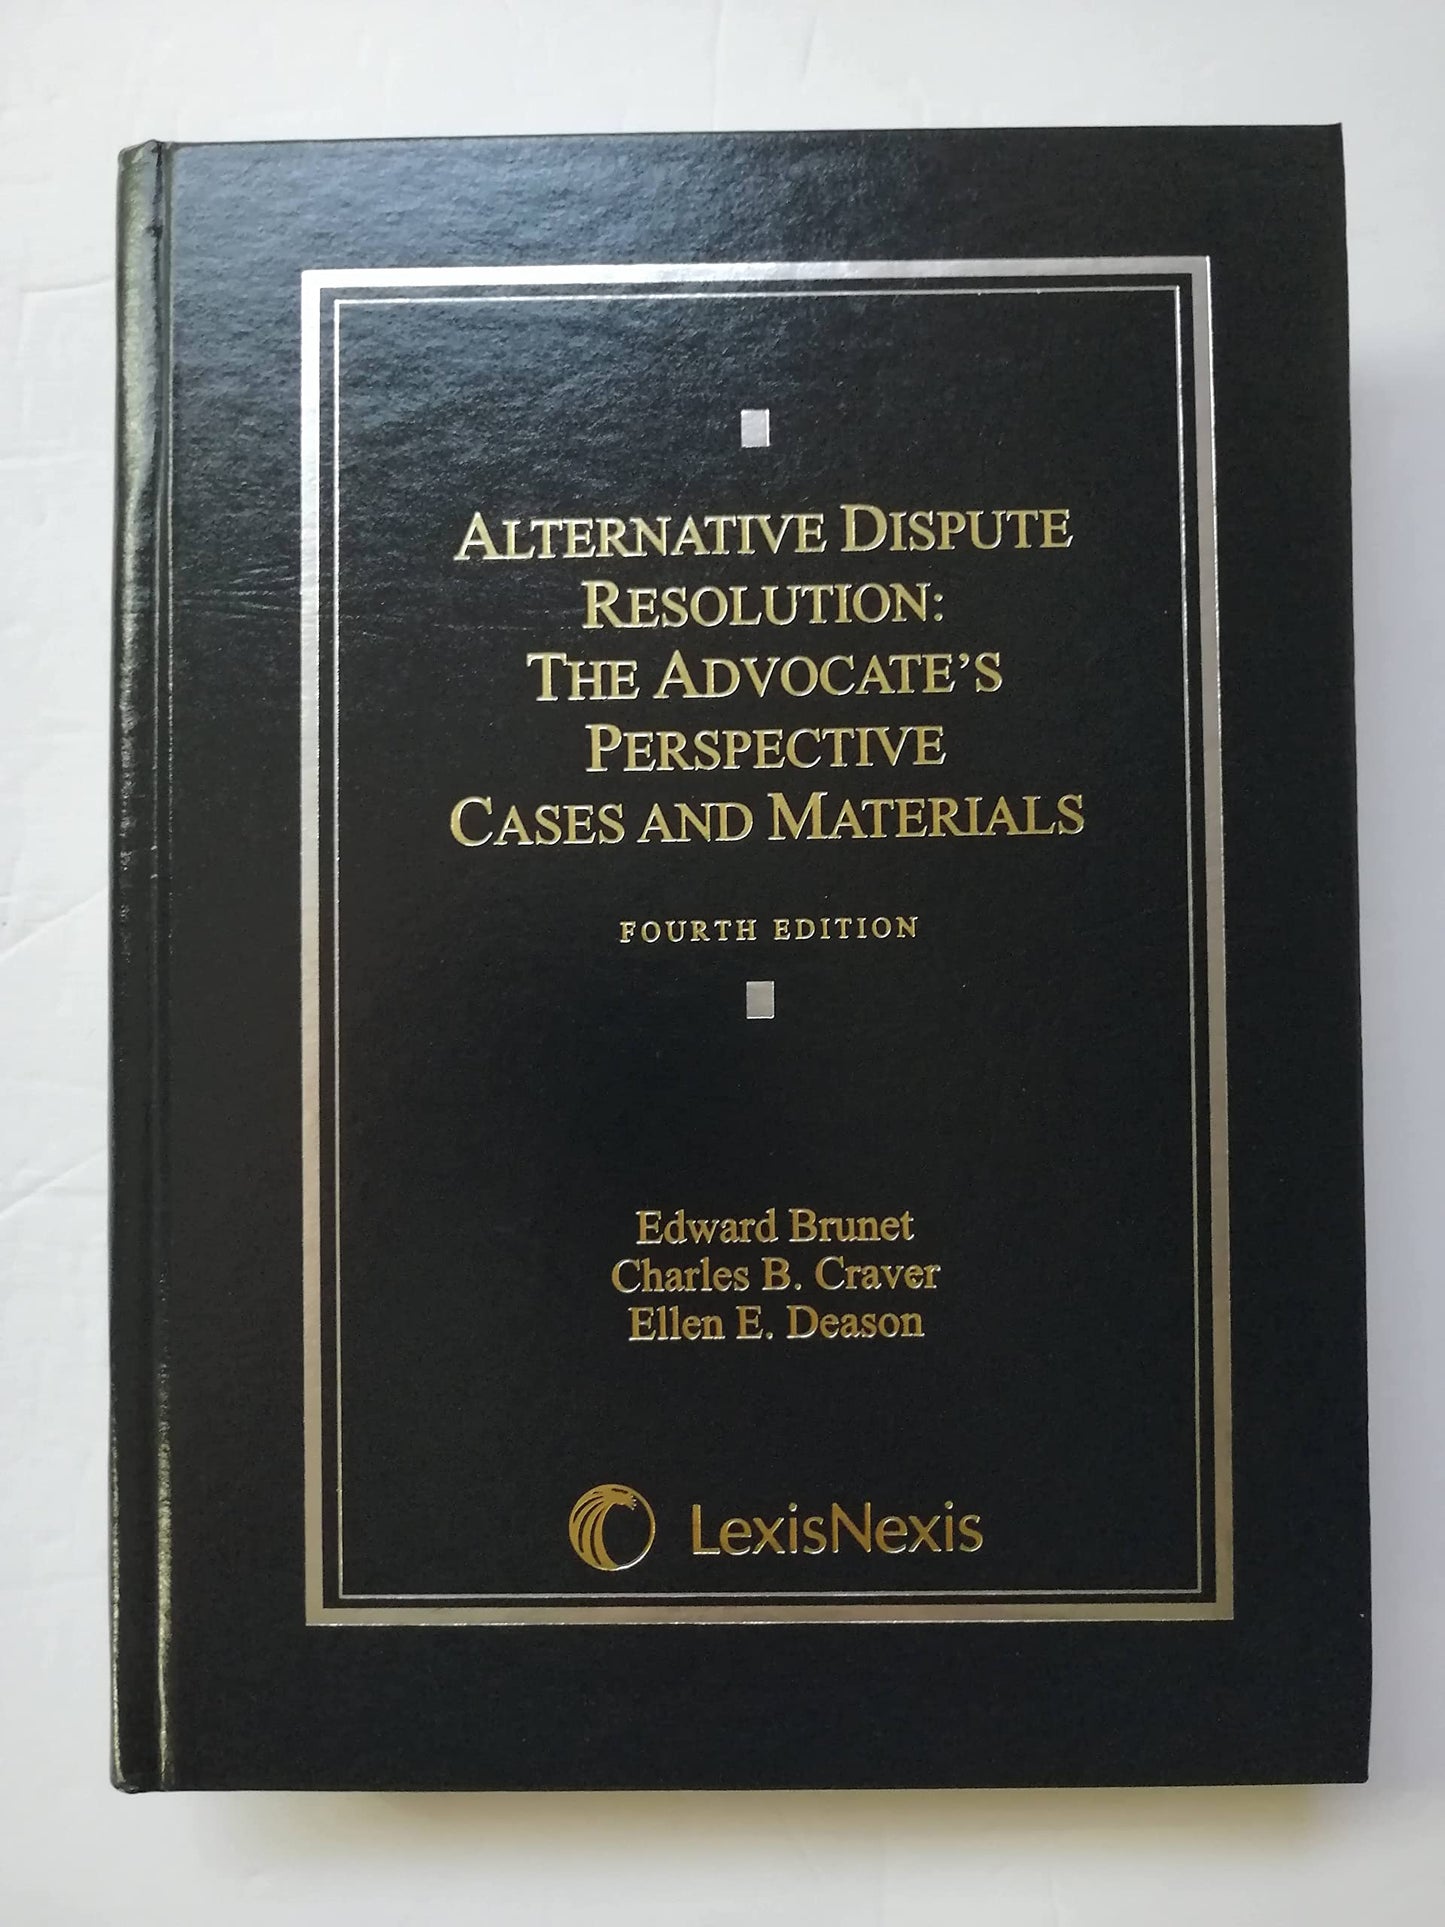 ALTERNATIVE DISPUTE
RESOLUTION:
THE ADVOCATE'S
PERSPECTIVE
CASES AND MATERIALS
FOURTH EDITION
Edward Brunet
Charles B. Craver
Ellen E. Deason
LexisNexis